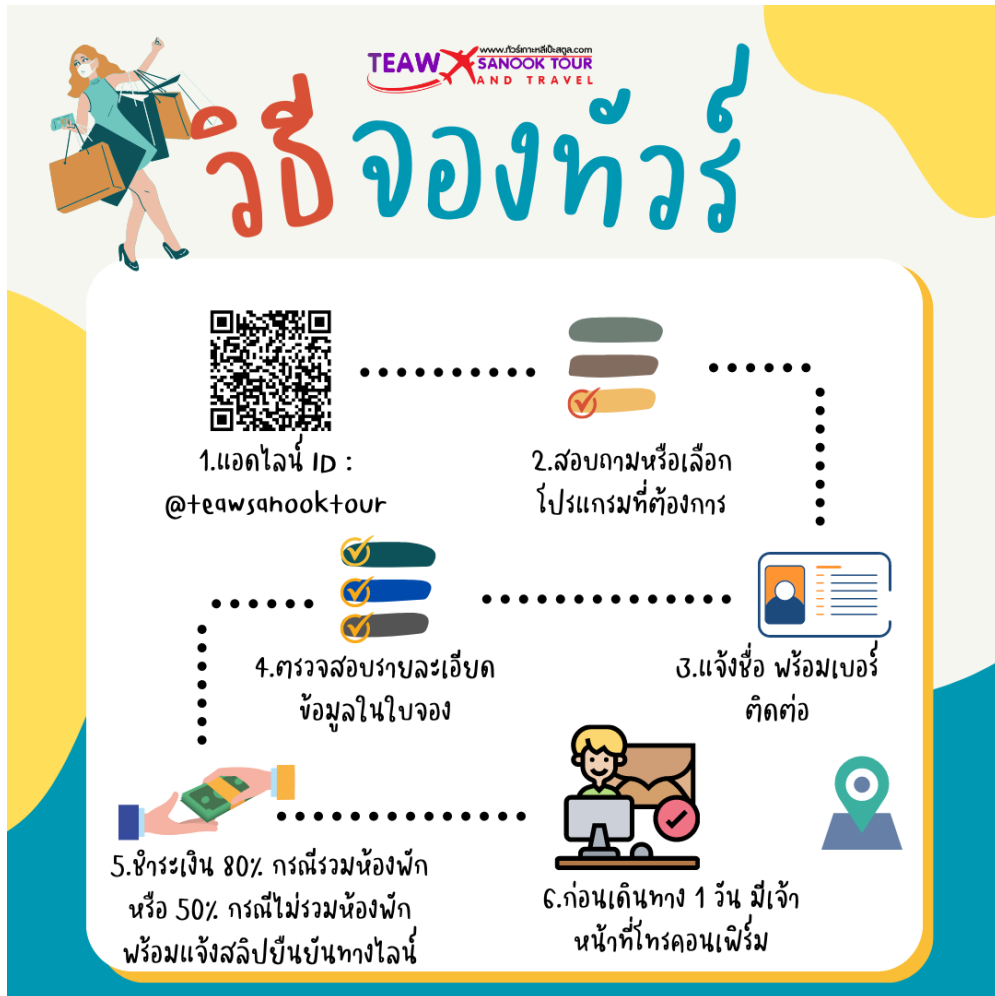 www.ทัวร์เกาะหลีเป๊ะสตูล.com
TEAW SANOOK TOUR
AND TRAVEL
วิธีจองทัวร์
1.แอดไลน์ ID :
@teawsanooktour
2.สอบถามหรือเลือก
โปรแกรมที่ต้องการ
3.แจ้งชื่อ พร้อมเบอร์
ติดต่อ
4.ตรวจสอบรายละเอียด
ข้อมูลในใบจอง
5.ชำระเงิน 80% กรณีรวมห้องพัก
หรือ 50% กรณีไม่รวมห้องพัก
พร้อมแจ้งสลิปยืนยันทางไลน์
6.ก่อนเดินทาง 1 วัน มีเจ้า
หน้าที่โทรคอนเฟิร์ม